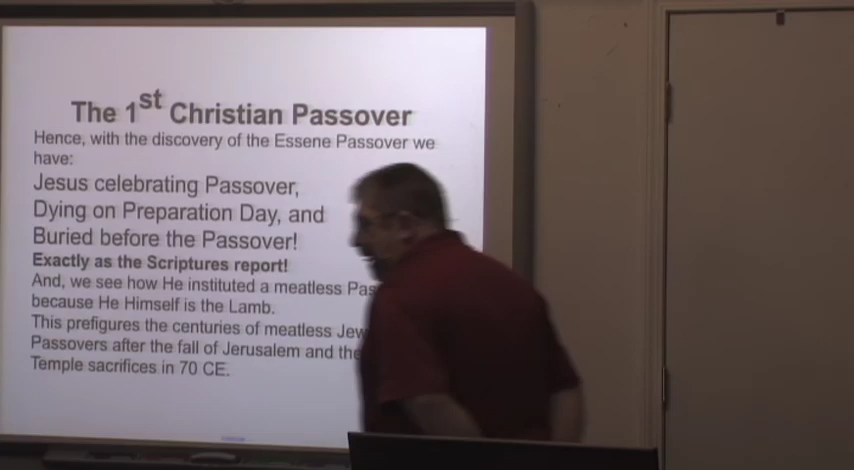 The 1st Christian Passover
Hence, with the discovery of the Essene Passover we
have:
Jesus celebrating Passover,
Dying on Preparation Day, and
Buried before the Passover!
Exactly as the Scriptures report!
And, we see how He instituted a meatless
because He Himself is the Lamb.
This prefigures the centuries of meatless
Passovers after the fall of Jerusalem and the
Temple sacrifices in 70 CE.